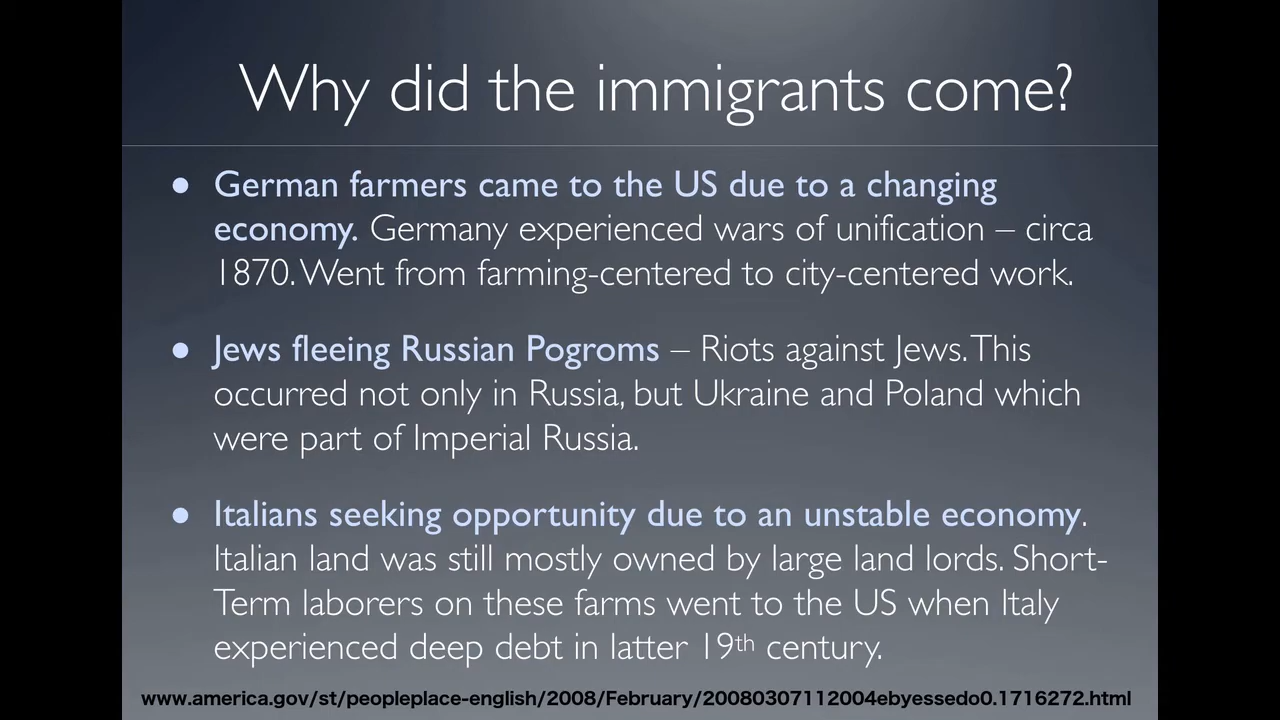 Why did the immigrants come?
• German farmers came to the US due to a changing
economy. Germany experienced wars of unification – circa
1870. Went from farming-centered to city-centered work.
• Jews fleeing Russian Pogroms – Riots against Jews. This
occurred not only in Russia, but Ukraine and Poland which
were part of Imperial Russia.
• Italians seeking opportunity due to an unstable economy.
Italian land was still mostly owned by large land lords. Short-
Term laborers on these farms went to the US when Italy
experienced deep debt in latter 19th century.
www.america.gov/st/peopleplace-english/2008/February/20080307112004ebyessedo0.1716272.html